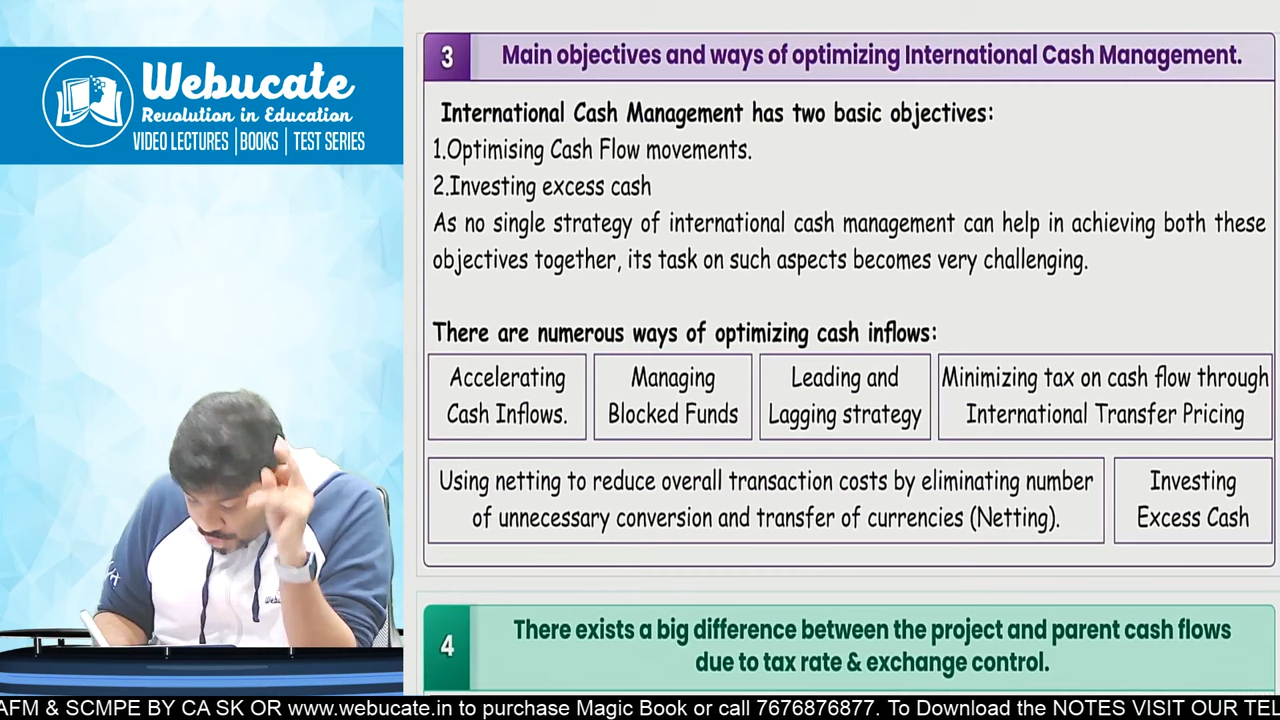 Webucate
Revolution in Education
VIDEO LECTURES | BOOKS | TEST SERIES
3
Main objectives and ways of optimizing International Cash Management.
International Cash Management has two basic objectives:
1.Optimising Cash Flow movements.
2.Investing excess cash
As no single strategy of international cash management can help in achieving both these
objectives together, its task on such aspects becomes very challenging.
There are numerous ways of optimizing cash inflows:
Accelerating
Cash Inflows.
Managing
Blocked Funds
Leading and
Lagging strategy
Minimizing tax on cash flow through
International Transfer Pricing
Using netting to reduce overall transaction costs by eliminating number
of unnecessary conversion and transfer of currencies (Netting).
Investing
Excess Cash
4
There exists a big difference between the project and parent cash flows
due to tax rate & exchange control.
AFM & SCMPE BY CA SK OR www.webucate.in to purchase Magic Book or call 7676876877. To Download the NOTES VISIT OUR TEL